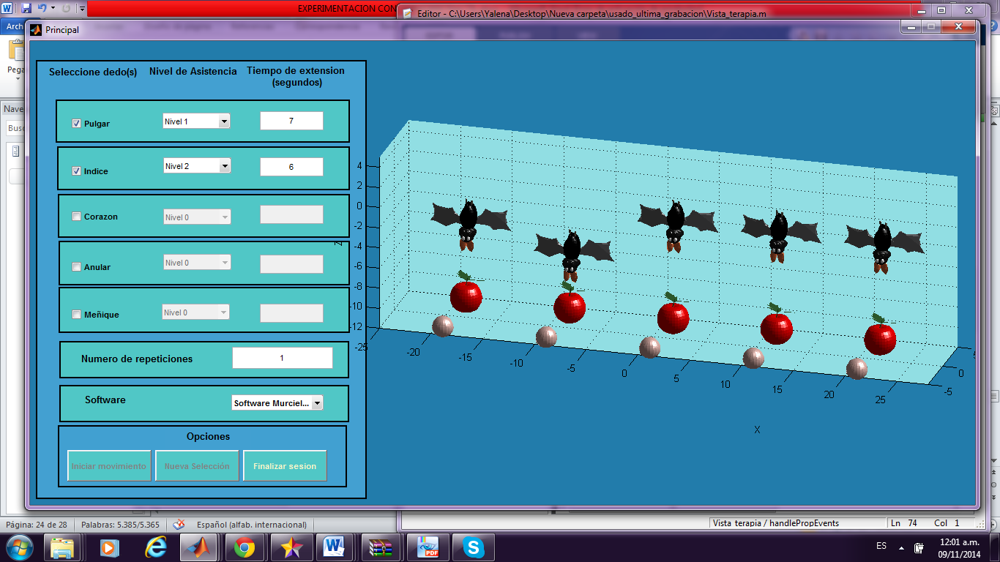 EXPERIMENTACION CON
Editor - C:\Users\Yalena\Desktop\Nueva carpeta\usado_ultima_grabacion\Vista_terapia.m
Arch
Principal
Pega
Nave
Busc
Seleccione dedo(s) Nivel de Asistencia Tiempo de extension
(segundos)
Pulgar Nivel 1 7
Indice Nivel 2 6
Corazon Nivel 0
Anular Nivel 0
Meñique Nivel 0
Numero de repeticiones 1
Software Software Murciel...
Opciones
Iniciar movimiento Nueva Selección Finalizar sesion
4
2
0
-2
-4
-6
-8
-10
-12
Z
-25 -20 -15 -10 -5 0 5 10 15 20 25
-5 0 5
X
Página: 24 de 28 Palabras: 5.385/5.365 Español (alfab. internacional)
Vista terapia / handlePropEvents Ln 74 Col 1
PDF
ES 12:01 a.m.
09/11/2014